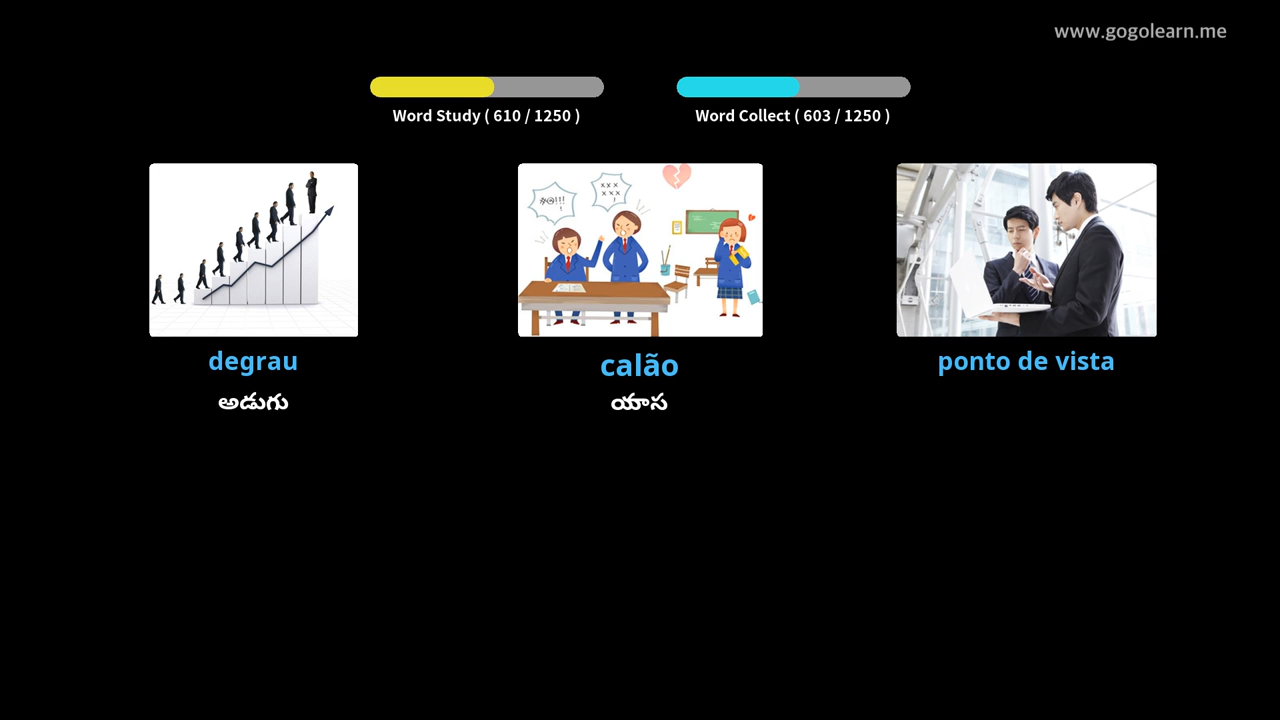 www.gogolearn.me
Word Study ( 610 / 1250 )
Word Collect ( 603 / 1250 )
#@!!!
!
x x x
x x x
!
degrau
calão
ponto de vista
అడుగు
యాస